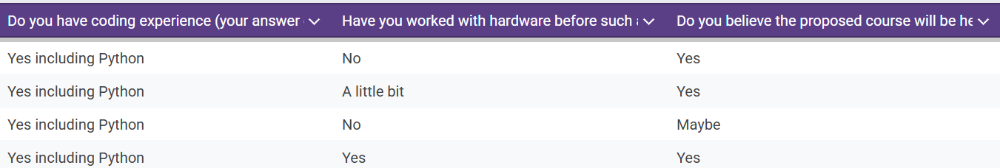 Do you have coding experience (your answer Have you worked with hardware before such Do you believe the proposed course will be he
Yes including Python No Yes
Yes including Python A little bit Yes
Yes including Python No Maybe
Yes including Python Yes Yes